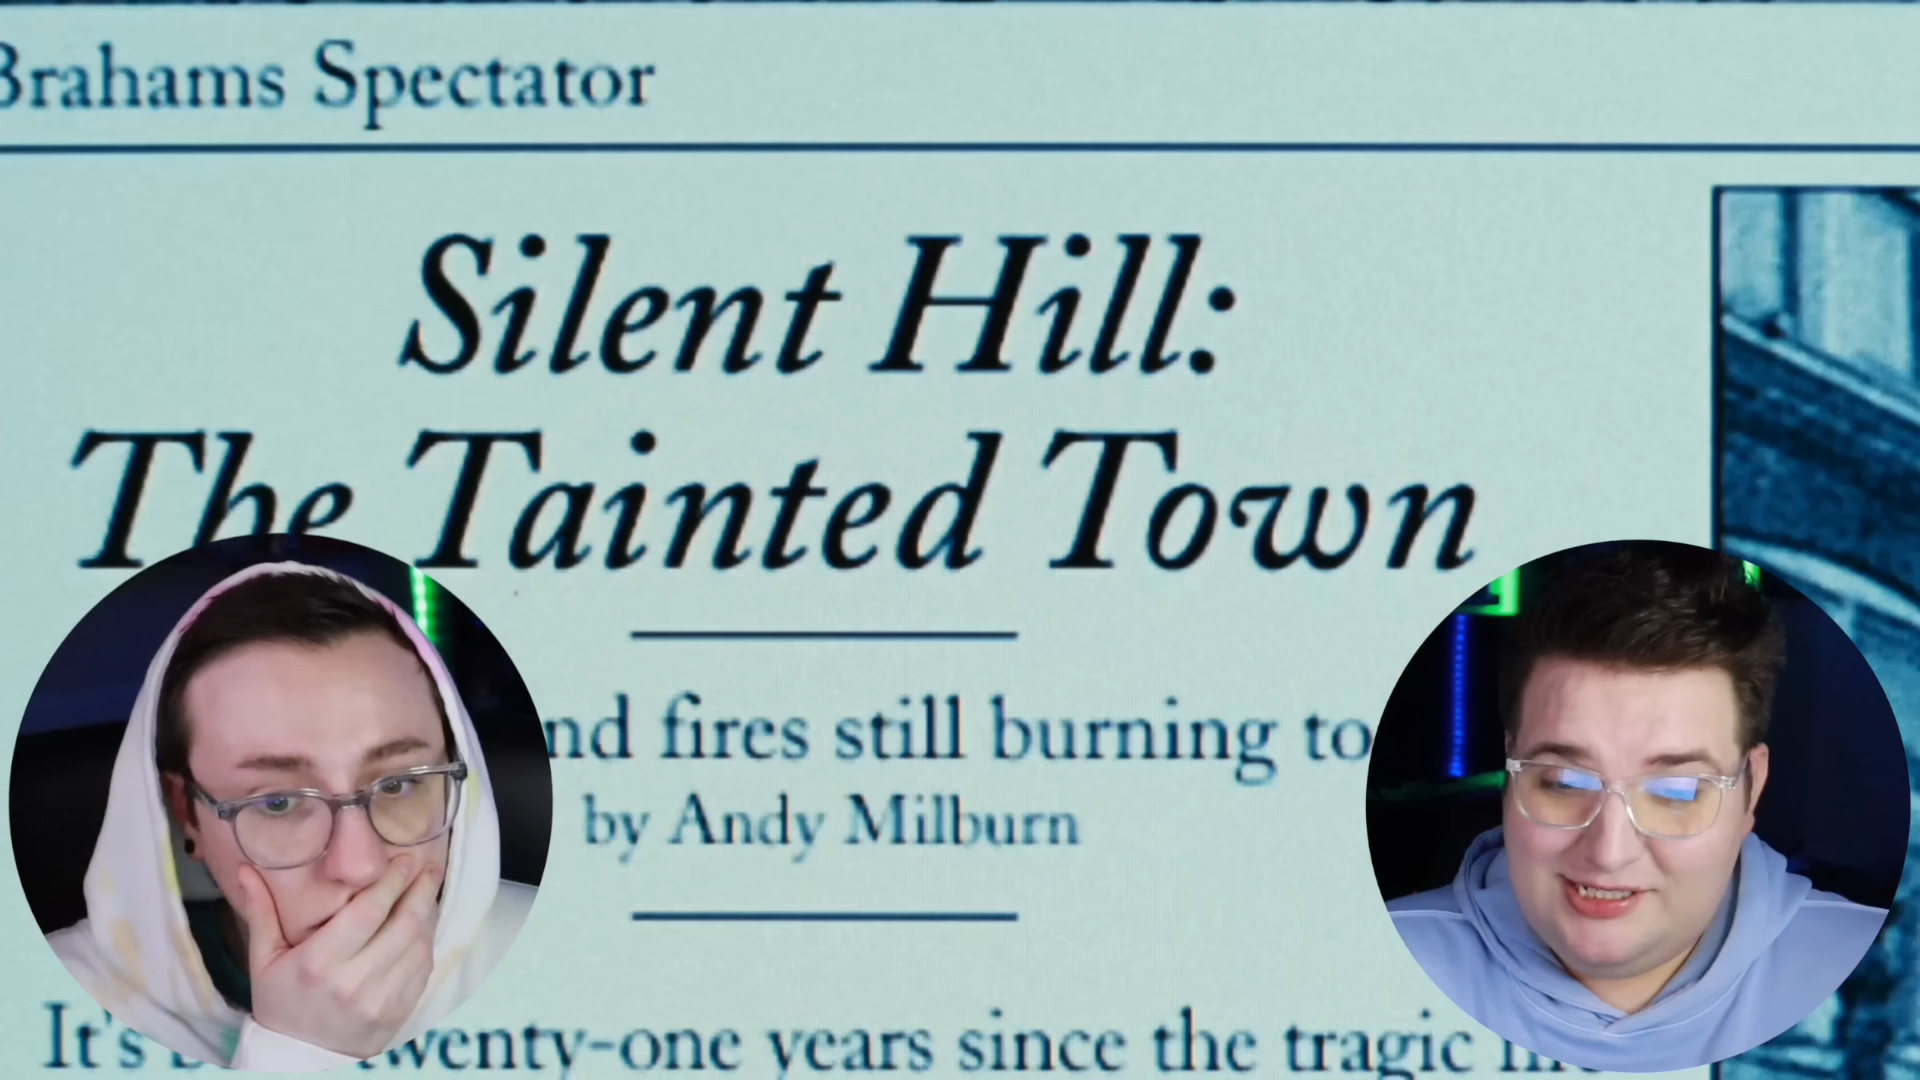 Brahams Spectator
Silent Hill:
The Tainted Town
nd fires still burning to
by Andy Milburn
It's twenty-one years since the tragic